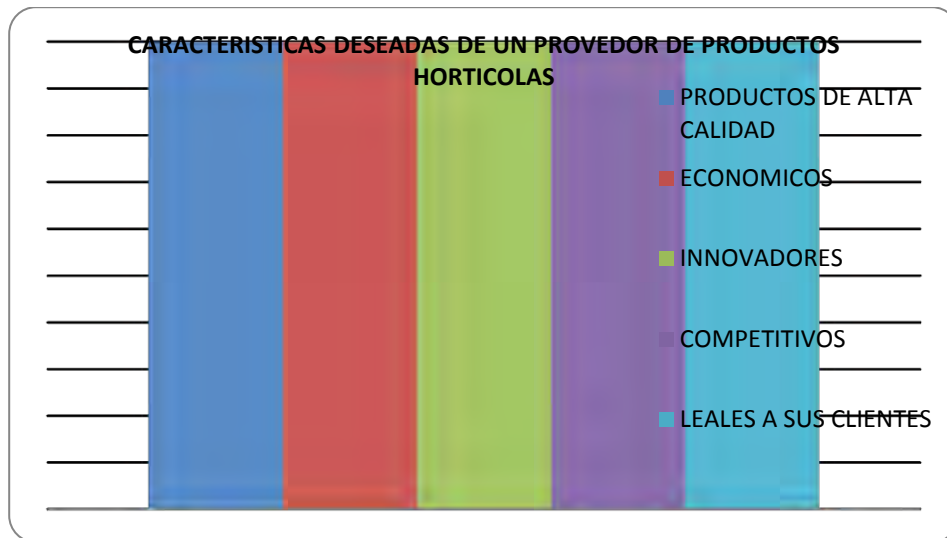 CARACTERISTICAS DESEADAS DE UN PROVEDOR DE PRODUCTOS
HORTICOLAS
PRODUCTOS DE ALTA
CALIDAD
ECONOMICOS
INNOVADORES
COMPETITIVOS
LEALES A SUS CLIENTES